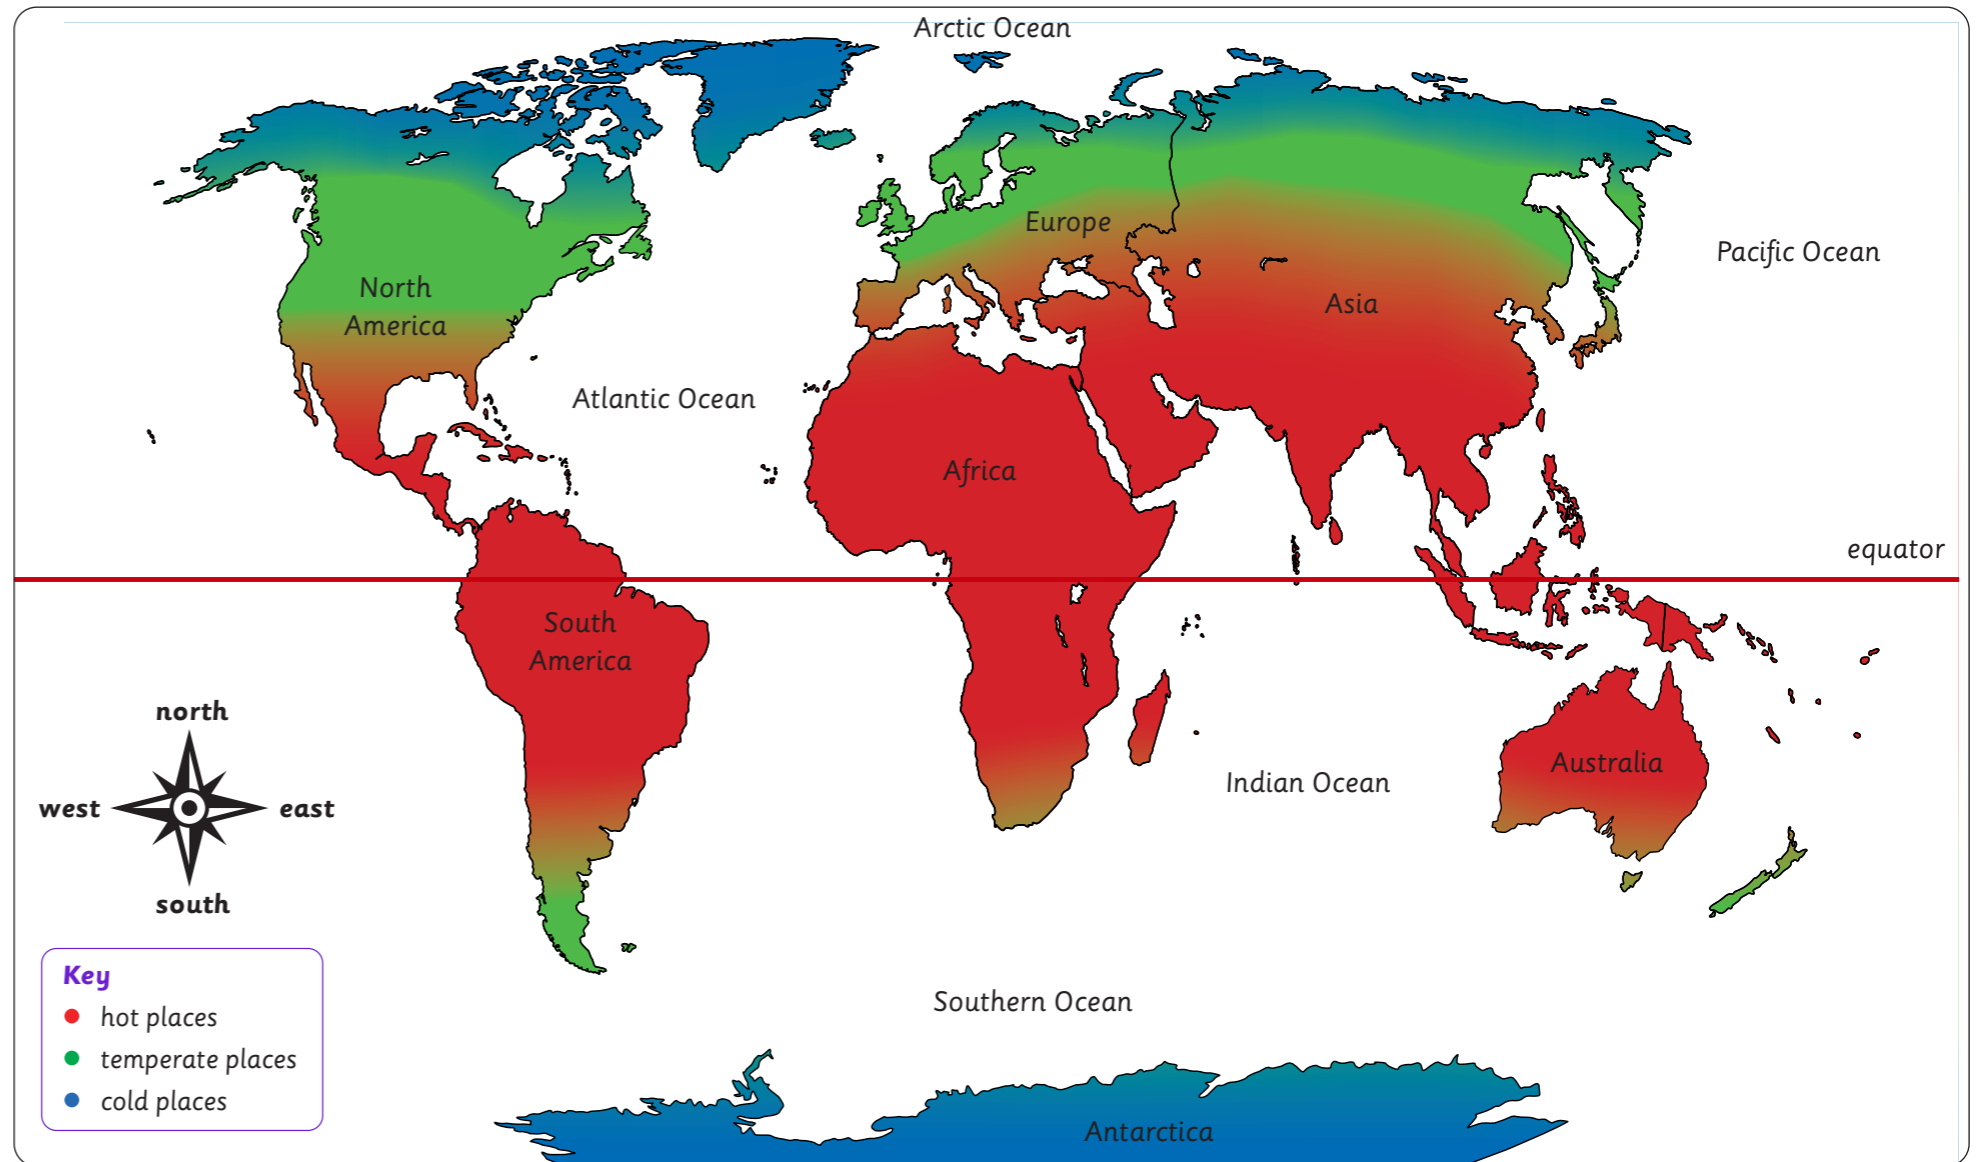 Arctic Ocean
Europe
Pacific Ocean
North
America
Asia
Atlantic Ocean
Africa
equator
South
America
north
west
east
south
Australia
Indian Ocean
Key
hot places
temperate places
cold places
Southern Ocean
Antarctica